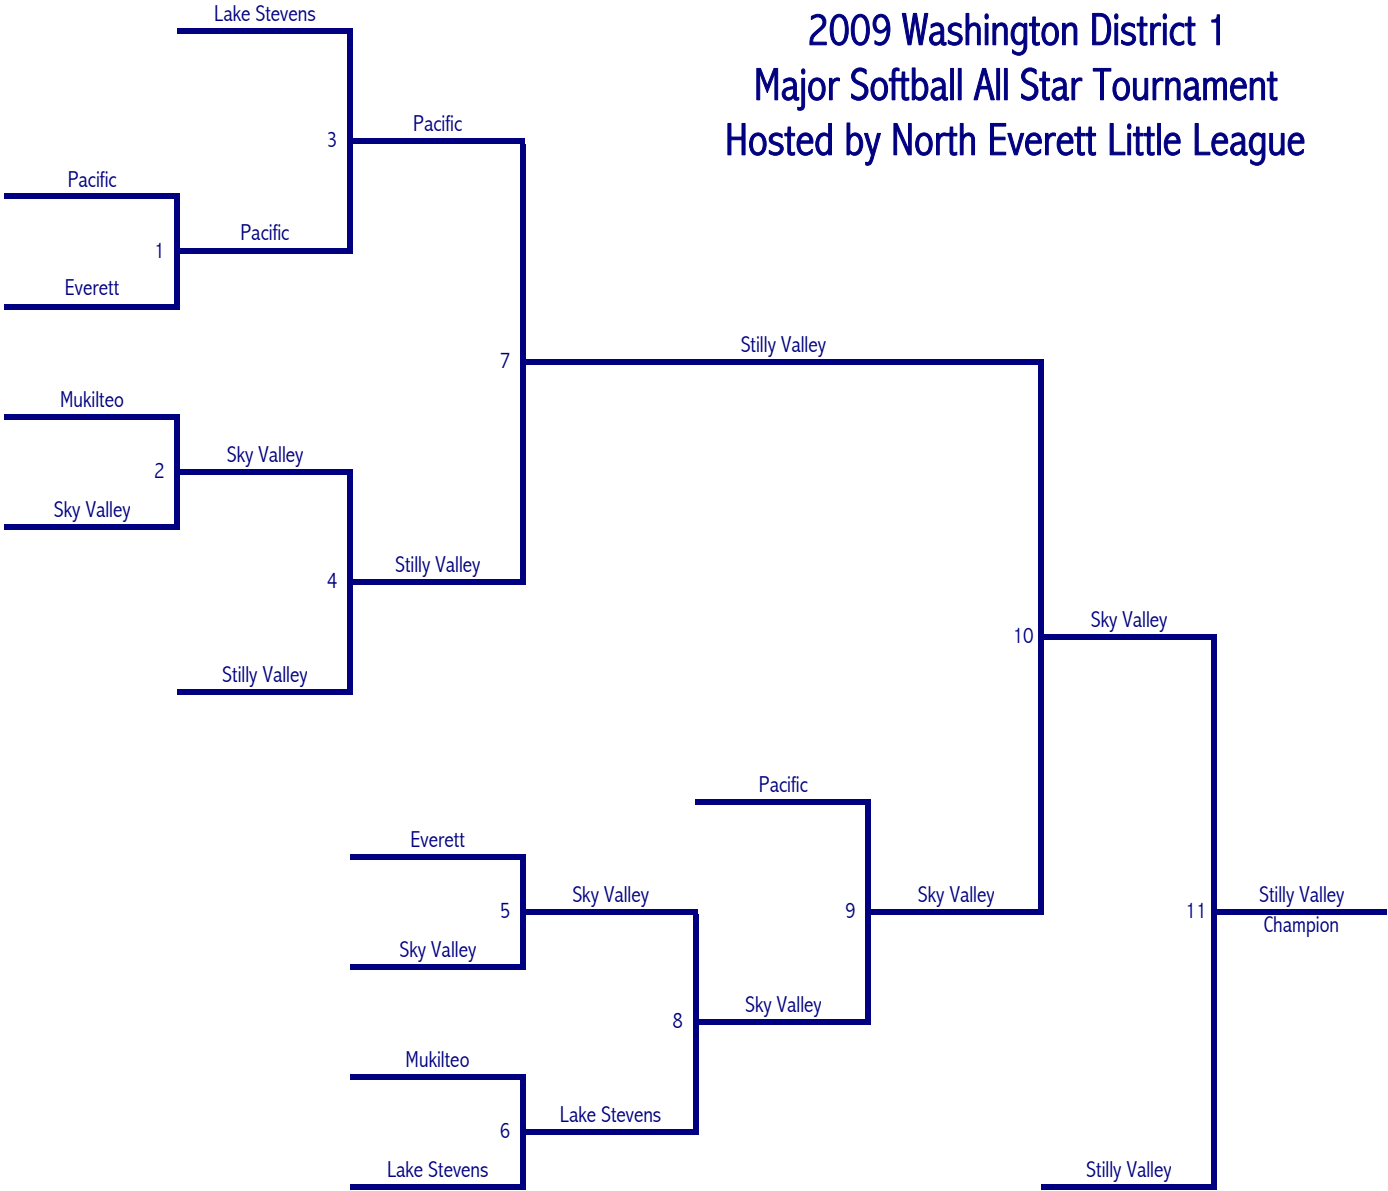 Lake Stevens
2009 Washington District 1
Major Softball All Star Tournament
Hosted by North Everett Little League
Pacific
3
Pacific
Pacific
1
Everett
Stilly Valley
7
Mukilteo
Sky Valley
2
Sky Valley
Stilly Valley
4
Sky Valley
10
Stilly Valley
Pacific
Everett
Sky Valley
Sky Valley
Stilly Valley
5
9
11
Champion
Sky Valley
Sky Valley
8
Mukilteo
Lake Stevens
6
Lake Stevens
Stilly Valley